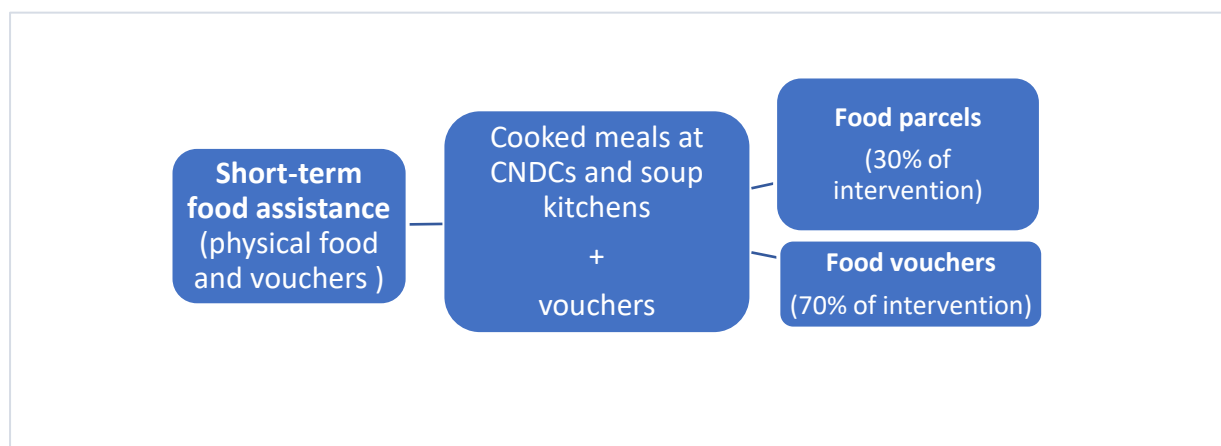 Short-term
food assistance
(physical food
and vouchers )
Cooked meals at
CNDCs and soup
kitchens
+
vouchers
Food parcels
(30% of
intervention)
Food vouchers
(70% of intervention)